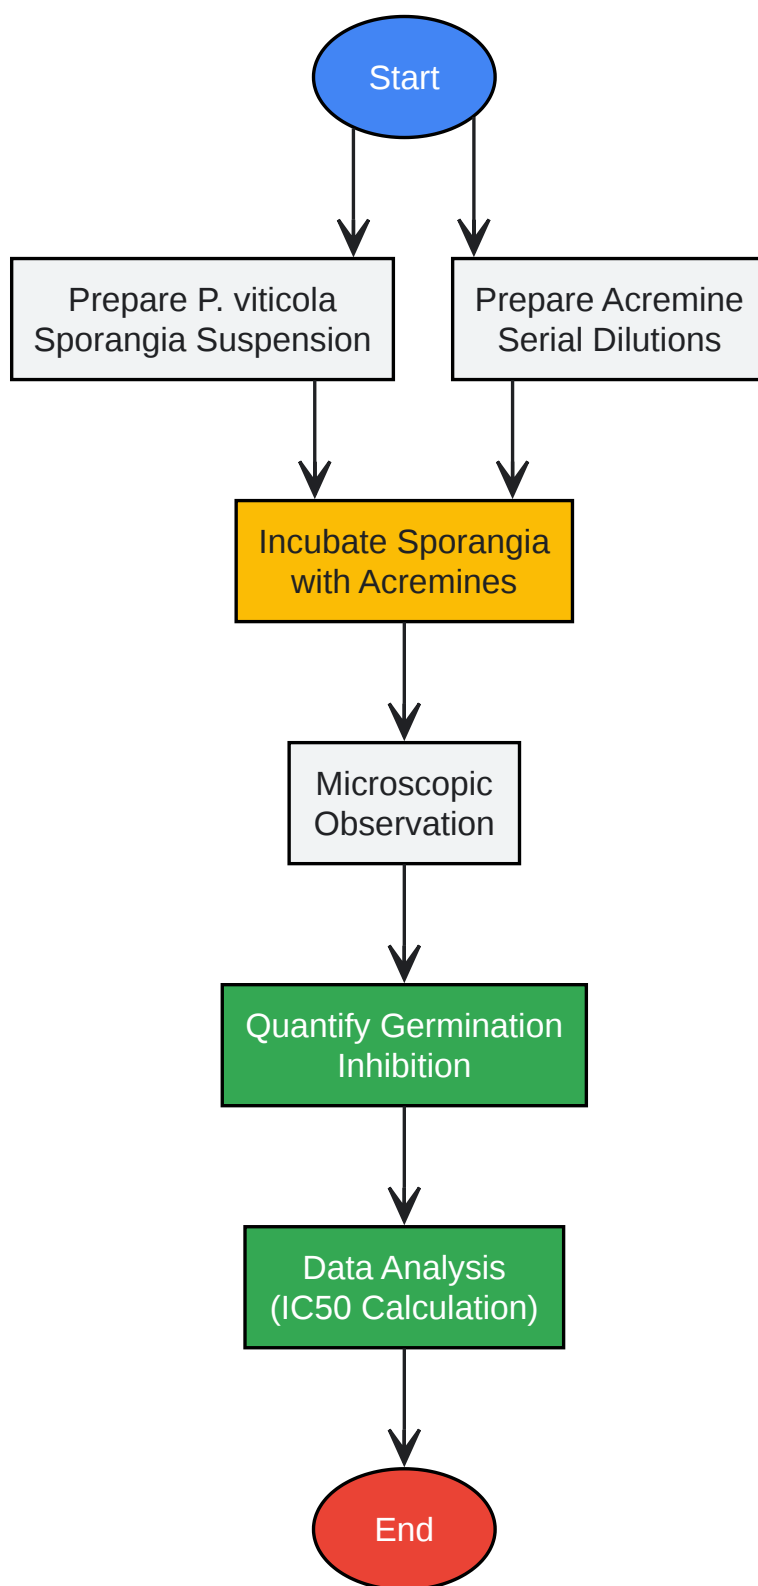 Start
Prepare P. viticola
Sporangia Suspension
Prepare Acremine
Serial Dilutions
Incubate Sporangia
with Acremines
Microscopic
Observation
Quantify Germination
Inhibition
Data Analysis
(IC50 Calculation)
End